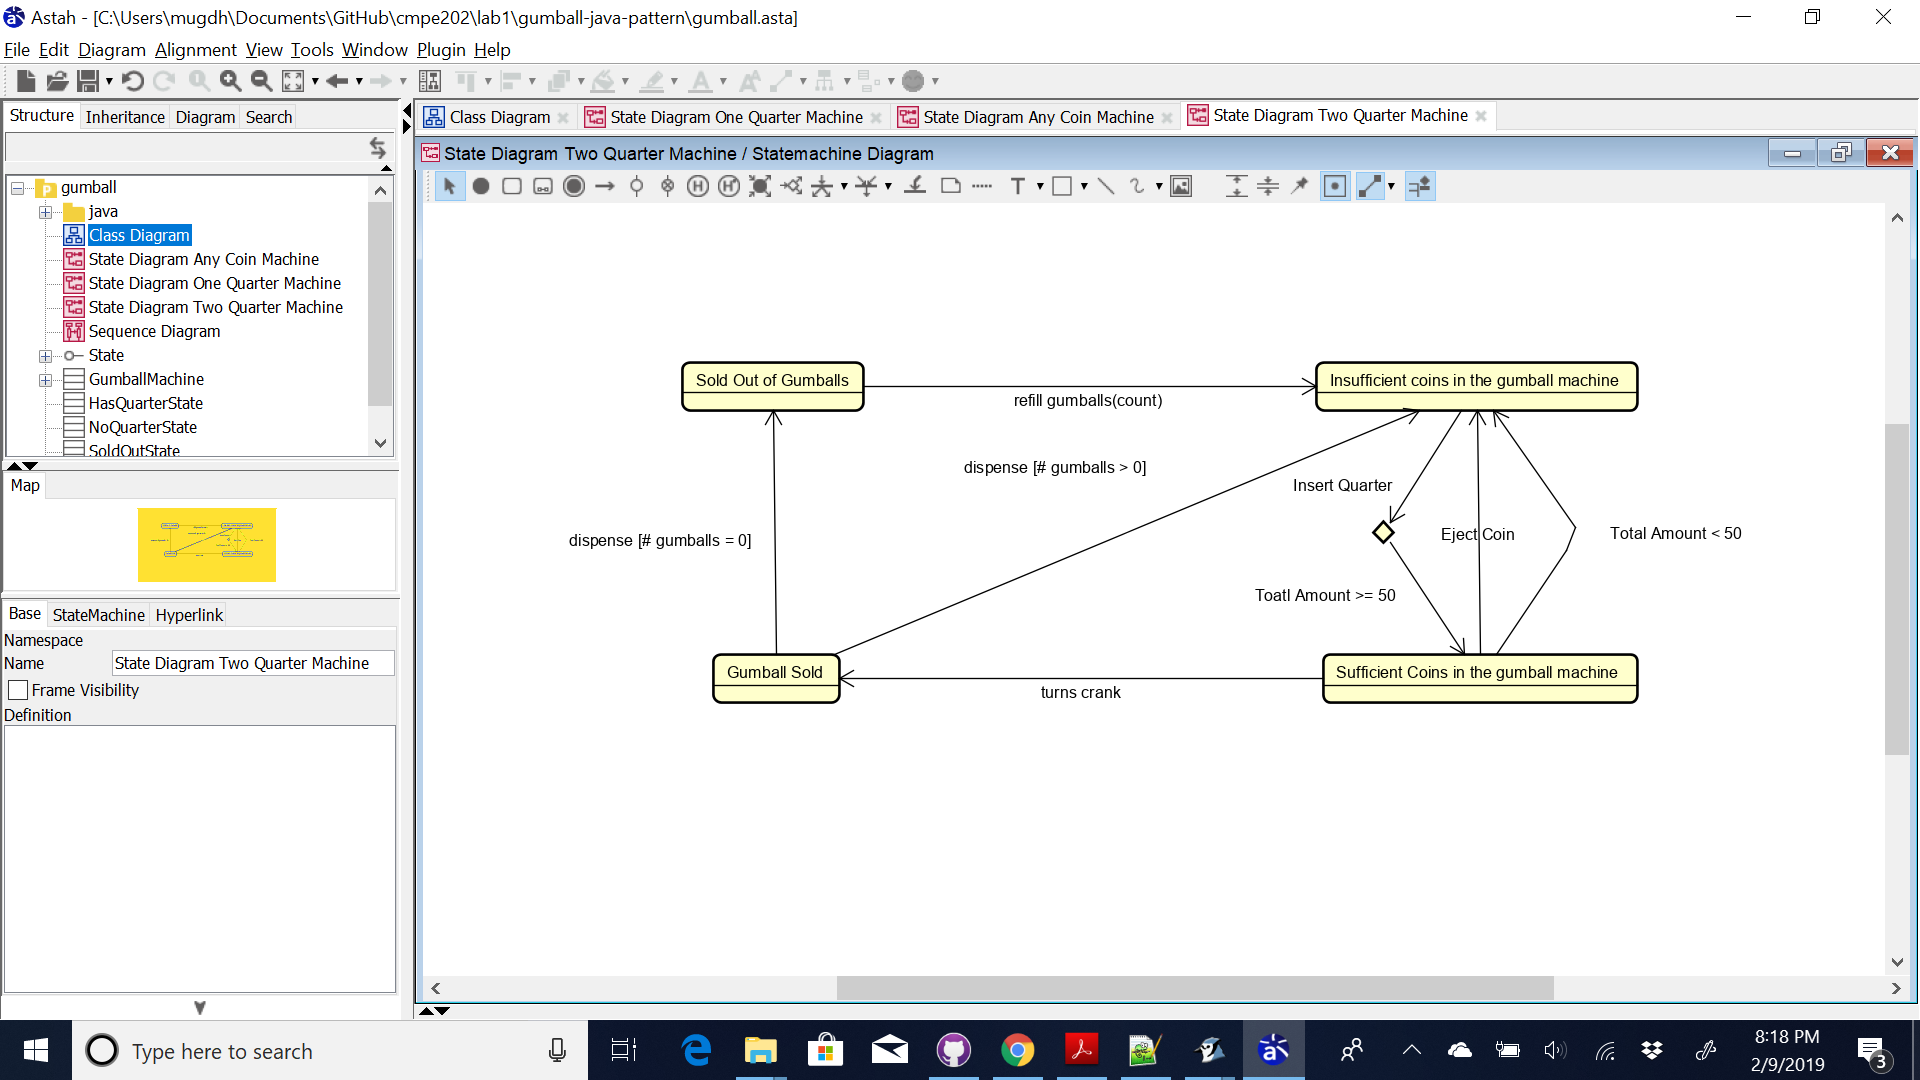 Astah - [C:\Users\mugdh\Documents\GitHub\cmpe202\lab1\gumball-java-pattern\gumball.asta]
File Edit Diagram Alignment View Tools Window Plugin Help
Structure Inheritance Diagram Search
Class Diagram State Diagram One Quarter Machine State Diagram Any Coin Machine State Diagram Two Quarter Machine
State Diagram Two Quarter Machine / Statemachine Diagram
gumball
java
Class Diagram
State Diagram Any Coin Machine
State Diagram One Quarter Machine
State Diagram Two Quarter Machine
Sequence Diagram
State
GumballMachine
HasQuarterState
NoQuarterState
SoldOutState
Map
Base StateMachine Hyperlink
Namespace
Name State Diagram Two Quarter Machine
Frame Visibility
Definition
Sold Out of Gumballs
Insufficient coins in the gumball machine
refill gumballs(count)
dispense [# gumballs > 0]
Insert Quarter
dispense [# gumballs = 0]
Eject Coin
Total Amount < 50
Toatl Amount >= 50
Gumball Sold
Sufficient Coins in the gumball machine
turns crank
Type here to search
8:18 PM
2/9/2019
3